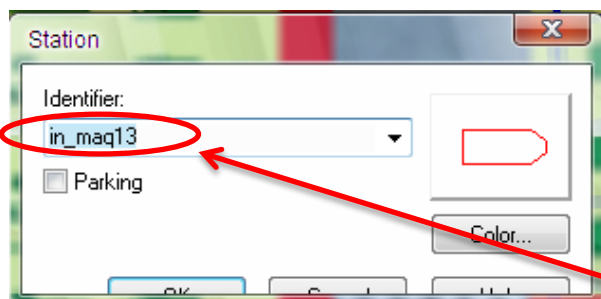 Station
Identifier:
in_maq13
Parking
Color...